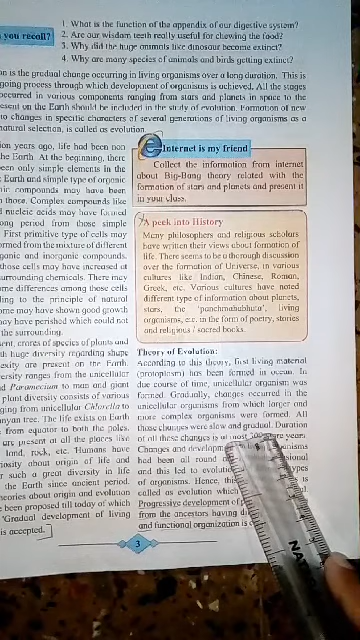 1. What is the function of the appendix of our digestive system?
you recall?
2. Are our wisdom teeth really useful for chewing the food?
3. Why did the huge animals like dinosaur become extinct?
4. Why are many species of animals and birds getting extinct?
n is the gradual change occurring in living organisms over a long duration. This is
going process through which development of organisms is achieved. All the stages
occurred in various components ranging from stars and planets in space to the
esent on the Earth should be included in the study of evolution. Formation of new
to changes in specific characters of several generations of living organisms as a
natural selection, is called as evolution
ion years ago, life had been non
he Earth. At the beginning, there
een only simple elements in the
Earth and simple type of organic
nic compounds may have been
n those. Complex compounds like
d nucleic acids may have formed
ong period from those simple
First primitive type of cells may
ormed from the mixture of different
ganic and inorganic compounds.
those cells may have increased at
surrounding chemicals. There may
ome differences among those cells
ling to the principle of natural
ome may have shown good growth
may have perished which could not
the surrounding.
sent, crores of species of plants and
th huge diversity regarding shape
exity are present on the Earth.
ersity ranges from the unicellular
d Paramecium to man and giant
plant diversity consists of various
ging from unicellular Chlorella to
nyan tree. The life exists on Earth
from equator to both the poles.
are present at all the places like
land, rock, etc. Humans have
iosity about origin of life and
such a great diversity in life
the Earth since ancient period.
eories about origin and evolution
been proposed till today of which
'Gradual development of living
is accepted.
Internet is my friend
Collect the information from internet
about Big-Bang theory related with the
formation of stars and planets and present it
in your class.
A peek into History
Many philosophers and religious scholars
have written their views about formation of
life. There seems to be a thorough discussion
over the formation of Universe, in various
cultures like Indian, Chinese, Roman,
Greek, etc. Various cultures have noted
different type of information about planets,
stars, the 'panchmahabhuta', living
organisms, etc. in the form of poetry, stories
and religious / sacred books.
Theory of Evolution:
According to this theory, first living material
(protoplasm) has been formed in ocean. In
due course of time, unicellular organism was
formed. Gradually, changes occurred in the
unicellular organisms from which larger and
more complex organisms were formed. All
those changes were slow and gradual. Duration
of all these changes is almost 300 years
Changes and developm anisms
had been all round sional
and this led to evolut types
of organisms. Hence, this is
called as evolution which al.
Progressive development of
from the ancestors having di
and functional organization is c
3